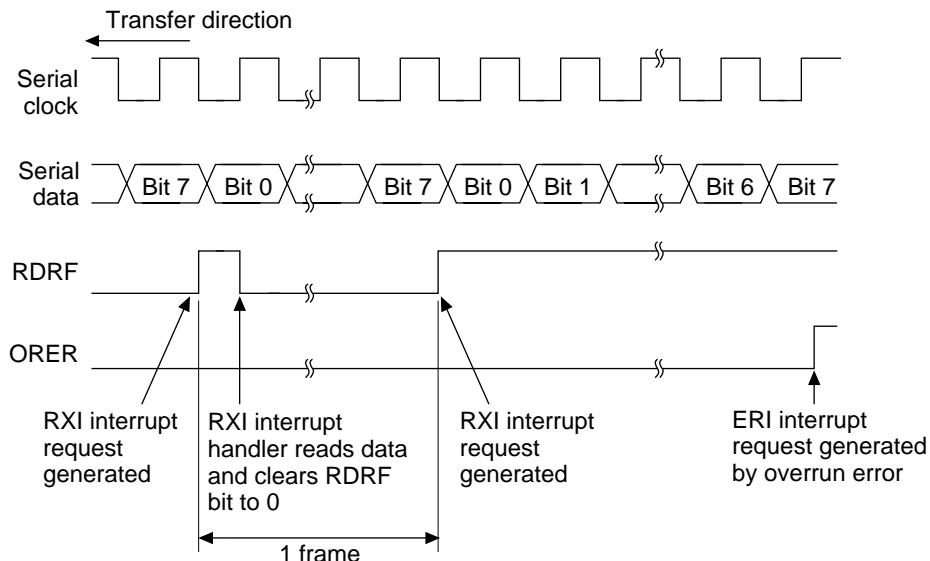 Transfer direction
Serial
clock
Serial
data
Bit 7
Bit 0
Bit 7
Bit 0
Bit 1
Bit 6
Bit 7
RDRF
ORER
RXI interrupt
request
generated
RXI interrupt
handler reads data
and clears RDRF
bit to 0
RXI interrupt
request
generated
ERI interrupt
request generated
by overrun error
1 frame